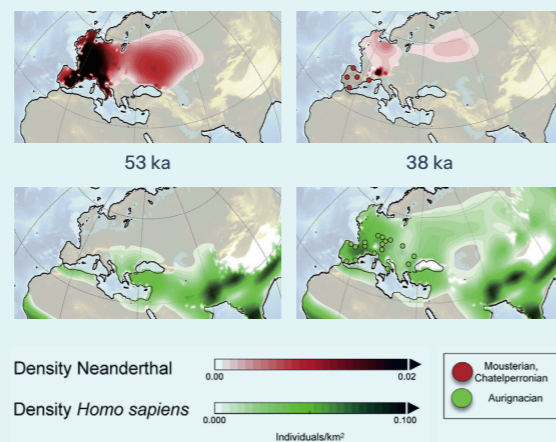 53 ka
38 ka
Density Neanderthal
0.00
0.02
Density Homo sapiens
0.000
0.100
Individuals/km²
Mousterian,
Chatelperronian
Aurignacian